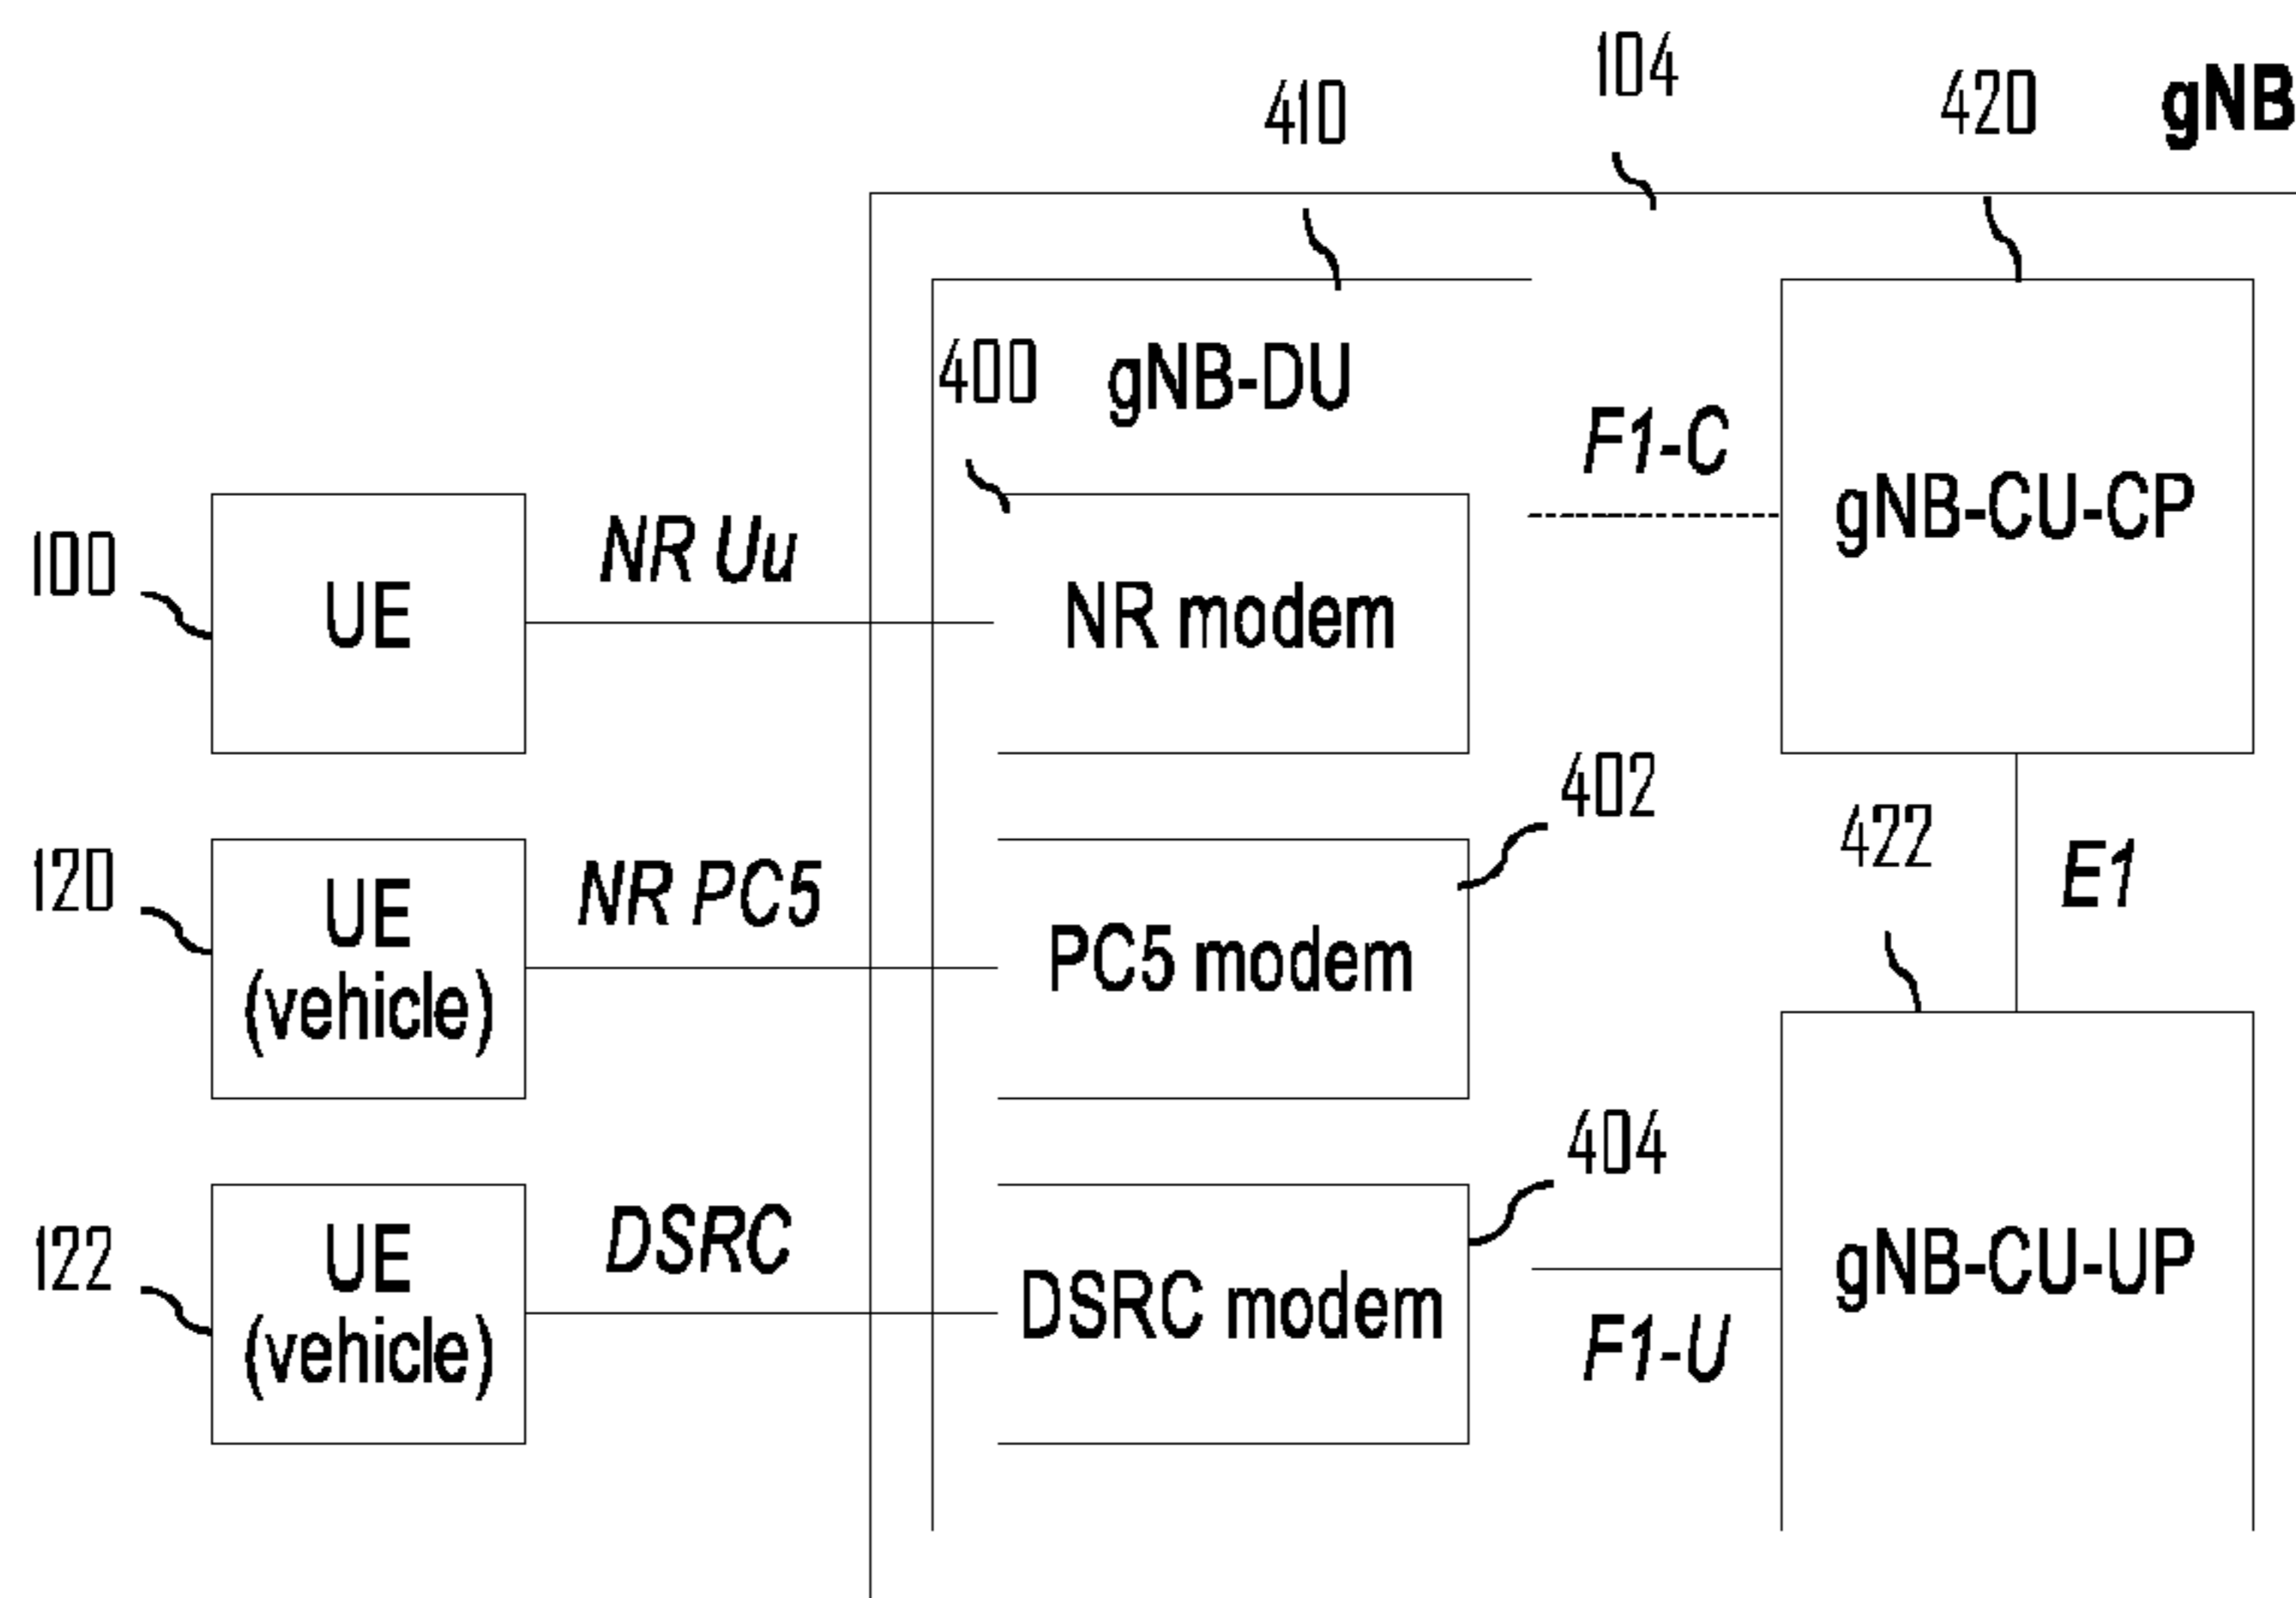 104
410
420
gNB
400
gNB-DU
F1-C
gNB-CU-CP
100
UE
NR Uu
NR modem
402
422
E1
120
UE
(vehicle)
NR PC5
PC5 modem
404
122
UE
(vehicle)
DSRC
DSRC modem
F1-U
gNB-CU-UP